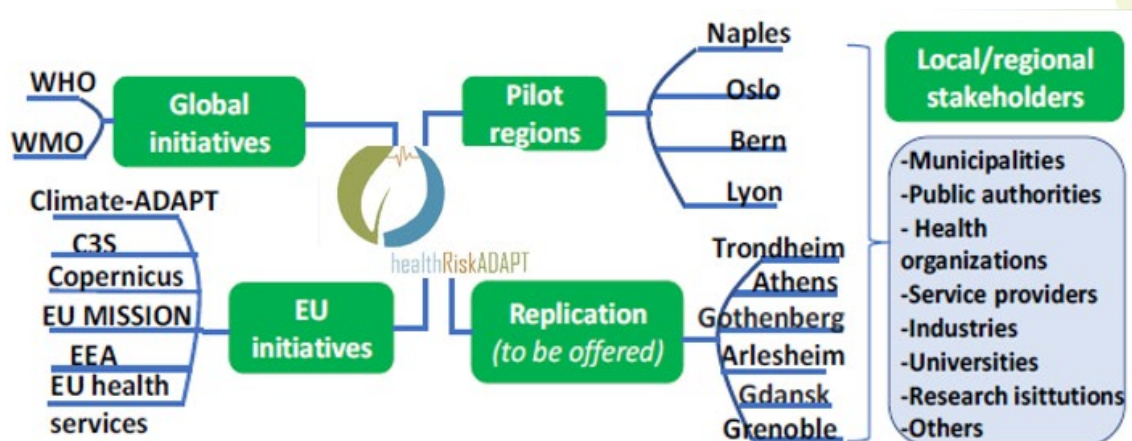 WHO
WMO
Global
initiatives
Pilot
regions
Naples
Oslo
Bern
Lyon
Local/regional
stakeholders
Climate-ADAPT
C3S
Copernicus
EU MISSION
EEA
EU health
services
EU
initiatives
healthRiskADAPT
Replication
(to be offered)
Trondheim
Athens
Gothenberg
Arlesheim
Gdansk
Grenoble
-Municipalities
-Public authorities
- Health
organizations
-Service providers
-Industries
-Universities
-Research isittutions
-Others